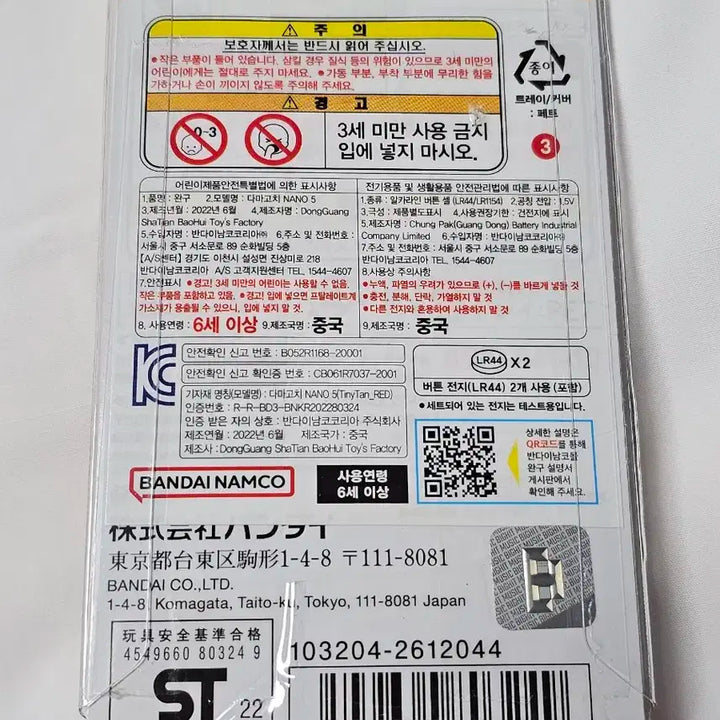 ⚠ 주 의
보호자께서는 반드시 읽어 주십시오.
•작은 부품이 들어 있습니다. 삼킬 경우 질식 등의 위험이 있으므로 3세 미만의
어린이에게는 절대로 주지 마세요. •가동 부분, 부착 부분에 무리한 힘을
가하거나 손이 끼이지 않도록 주의해 주세요.
⚠ 경 고
0-3
3세 미만 사용 금지
입에 넣지 마시오.
종이
트레이/커버
: 페트
3
어린이제품안전특별법에 의한 표시사항
1.품명 : 완구 2.모델명 : 다마고치 NANO 5
3.제조년월 : 2022년 6월 4.제조자명 : DongGuang
ShaTian BaoHui Toy's Factory
5.수입자명 : 반다이남코코리아㈜ 6.주소 및 전화번호 :
서울시 중구 서소문로 89 순화빌딩 5층
[A/S센터] 경기도 이천시 설성면 진상미로 218
반다이남코코리아 A/S 고객지원센터 TEL. 1544-4607
7.안전표시 •경고! 3세 미만의 어린이는 사용할 수 없음.
작은 부품을 포함하고 있음. •경고! 입에 넣으면 프탈레이트계
가소제가 용출될 수 있으니, 입에 넣지 말 것
8. 사용연령 : 6세 이상 9.제조국명 : 중국
전기용품 및 생활용품 안전관리법에 따른 표시사항
1.품명 : 알카라인 버튼 셀 (LR44/LR1154) 2.공칭 전압 : 1.5V
3.극성 : 제품별도표시 4.사용권장기한 : 건전지에 표시
5.제조자명 : Chung Pak(Guang Dong) Battery Industrial
Company Limited 6.수입자명 : 반다이남코코리아㈜
7.주소 및 전화번호 : 서울시 중구 서소문로 89 순화빌딩 5층
반다이남코코리아㈜ TEL. 1544-4607
8.사용상 주의사항
•누액, 파열의 우려가 있으므로 (+), (-)를 바르게 넣을 것
•충전, 분해, 단락, 가열하지 말 것
•다른 전지와 혼용하여 사용하지 말 것
9.제조국명 : 중국
KC
안전확인 신고 번호 : B052R1168-20001
안전확인 신고확인증 번호 : CB061R7037-2001
기자재 명칭(모델명) : 다마고치 NANO 5(TinyTan_RED)
인증번호 : R-R-BD3-BNKR202280324
인증 받은 자의 상호 : 반다이남코코리아 주식회사
제조연월 : 2022년 6월 제조국가 : 중국
제조사 : DongGuang ShaTian BaoHui Toy's Factory
LR44 X 2
버튼 전지(LR44) 2개 사용 (포함)
•세트되어 있는 전지는 테스트용입니다.
상세한 설명은
QR코드를 통해
반다이남코몰
완구 설명서
게시판에서
확인해 주세요.
BANDAI NAMCO
사용연령
6세 이상
株式会社バンダイ
東京都台東区駒形1-4-8 〒111-8081
BANDAI CO.,LTD.
1-4-8, Komagata, Taito-ku, Tokyo, 111-8081 Japan
玩具安全基準合格
4549660 80324 9
ST 22
103204-2612044